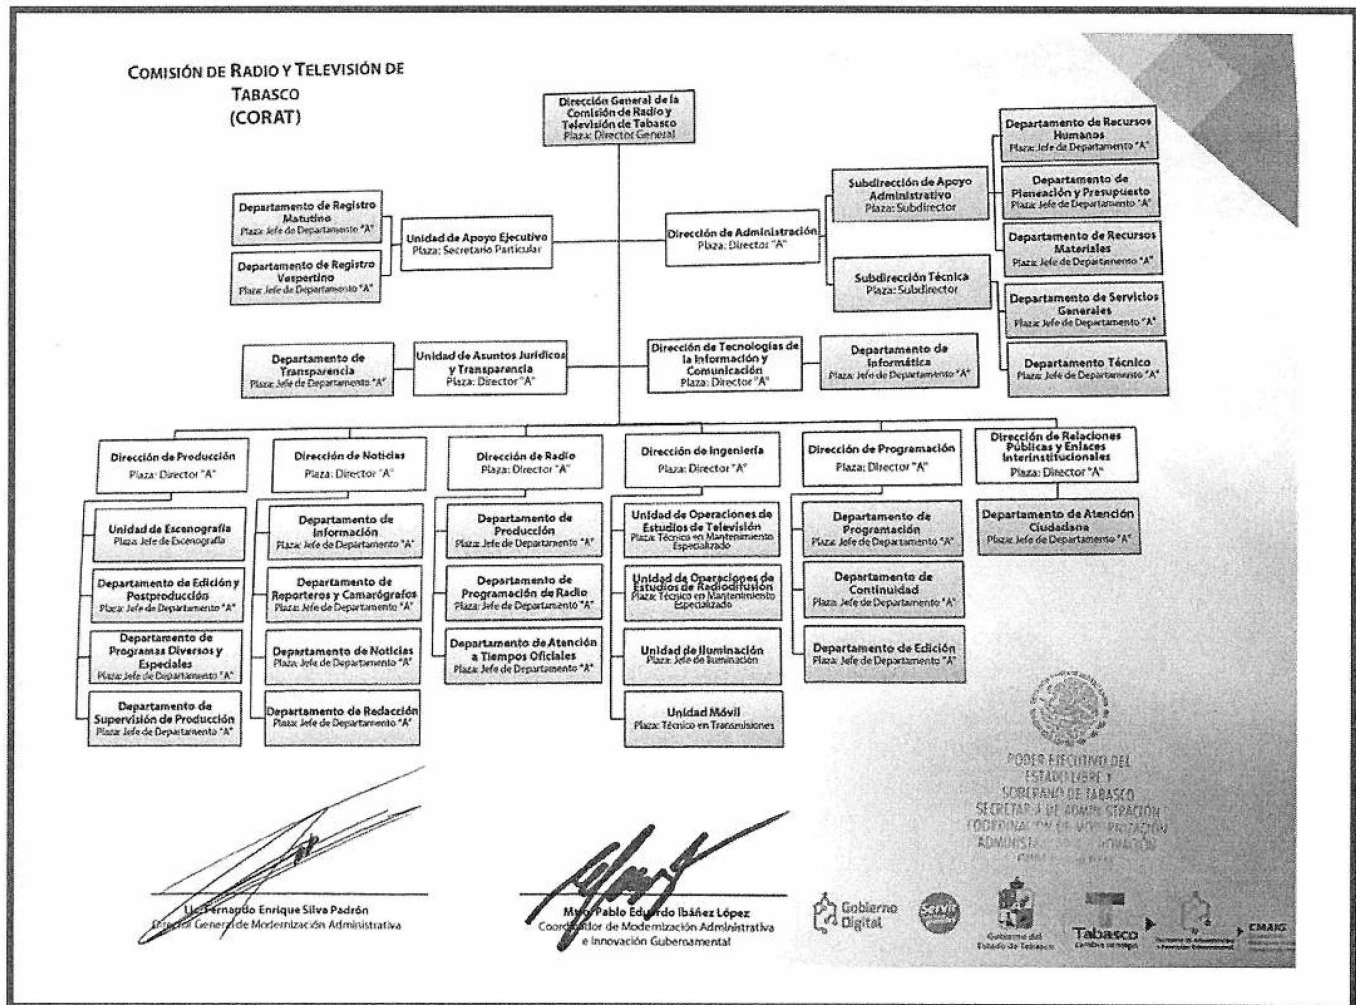 COMISIÓN DE RADIO Y TELEVISIÓN DE
TABASCO
(CORAT)
Dirección General de la
Comisión de Radio y
Televisión de Tabasco
Plaza: Director General
Departamento de Recursos
Humanos
Plaza: Jefe de Departamento "A"
Departamento de
Planeación y Presupuesto
Plaza: Jefe de Departamento "A"
Departamento de Recursos
Materiales
Plaza: Jefe de Departamento "A"
Subdirección de Apoyo
Administrativo
Plaza: Subdirector
Departamento de Registro
Matutino
Plaza: Jefe de Departamento "A"
Departamento de Registro
Vespertino
Plaza: Jefe de Departamento "A"
Unidad de Apoyo Ejecutivo
Plaza: Secretario Particular
Dirección de Administración
Plaza: Director "A"
Subdirección Técnica
Plaza: Subdirector
Departamento de Servicios
Generales
Plaza: Jefe de Departamento "A"
Departamento Técnico
Plaza: Jefe de Departamento "A"
Departamento de
Transparencia
Plaza: Jefe de Departamento "A"
Unidad de Asuntos Jurídicos
y Transparencia
Plaza: Director "A"
Dirección de Tecnologías de
la Información y
Comunicación
Plaza: Director "A"
Departamento de
Informática
Plaza: Jefe de Departamento "A"
Dirección de Producción
Plaza: Director "A"
Unidad de Escenografía
Plaza: Jefe de Escenografía
Departamento de Edición y
Postproducción
Plaza: Jefe de Departamento "A"
Departamento de
Programas Diversos y
Especiales
Plaza: Jefe de Departamento "A"
Departamento de
Supervisión de Producción
Plaza: Jefe de Departamento "A"
Dirección de Noticias
Plaza: Director "A"
Departamento de
Información
Plaza: Jefe de Departamento "A"
Departamento de
Reporteros y Camarógrafos
Plaza: Jefe de Departamento "A"
Departamento de Noticias
Plaza: Jefe de Departamento "A"
Departamento de Redacción
Plaza: Jefe de Departamento "A"
Dirección de Radio
Plaza: Director "A"
Departamento de
Producción
Plaza: Jefe de Departamento "A"
Departamento de
Programación de Radio
Plaza: Jefe de Departamento "A"
Departamento de Atención
a Tiempos Oficiales
Plaza: Jefe de Departamento "A"
Dirección de Ingeniería
Plaza: Director "A"
Unidad de Operaciones de
Estudios de Televisión
Plaza: Técnico en Mantenimiento
Especializado
Unidad de Operaciones de
Estudios de Radiodifusión
Plaza: Técnico en Mantenimiento
Especializado
Unidad de Iluminación
Plaza: Jefe de Iluminación
Unidad Móvil
Plaza: Técnico en Transmisiones
Dirección de Programación
Plaza: Director "A"
Departamento de
Programación
Plaza: Jefe de Departamento "A"
Departamento de
Continuidad
Plaza: Jefe de Departamento "A"
Departamento de Edición
Plaza: Jefe de Departamento "A"
Dirección de Relaciones
Públicas y Enlaces
Interinstitucionales
Plaza: Director "A"
Departamento de Atención
Ciudadana
Plaza: Jefe de Departamento "A"
PODER EJECUTIVO DEL
ESTADO LIBRE Y
SOBERANO DE TABASCO
SECRETARÍA DE ADMINISTRACIÓN
Lic. Fernando Enrique Silva Padrón
Director General de Modernización Administrativa
Mtro. Pablo Eduardo Ibáñez López
Coordinador de Modernización Administrativa
e Innovación Gubernamental
Gobierno
Digital
Gobierno del
Estado de Tabasco
Tabasco
cambia contigo
CMAIG